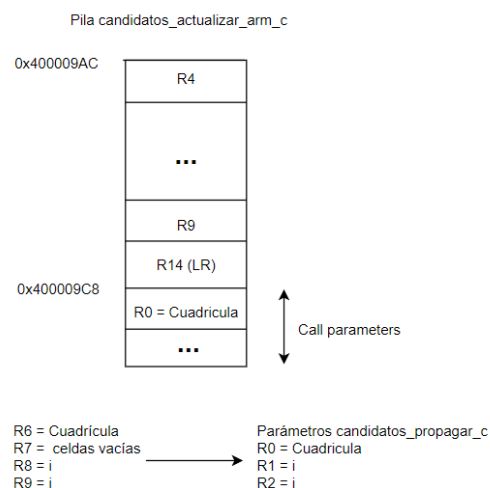 Pila candidatos_actualizar_arm_c
0x400009AC
R4
...
R9
R14 (LR)
0x400009C8
R0 = Cuadricula
Call parameters
...
R6 = Cuadrícula
R7 = celdas vacías
R8 = i
R9 = i
Parámetros candidatos_propagar_c
R0 = Cuadricula
R1 = i
R2 = i